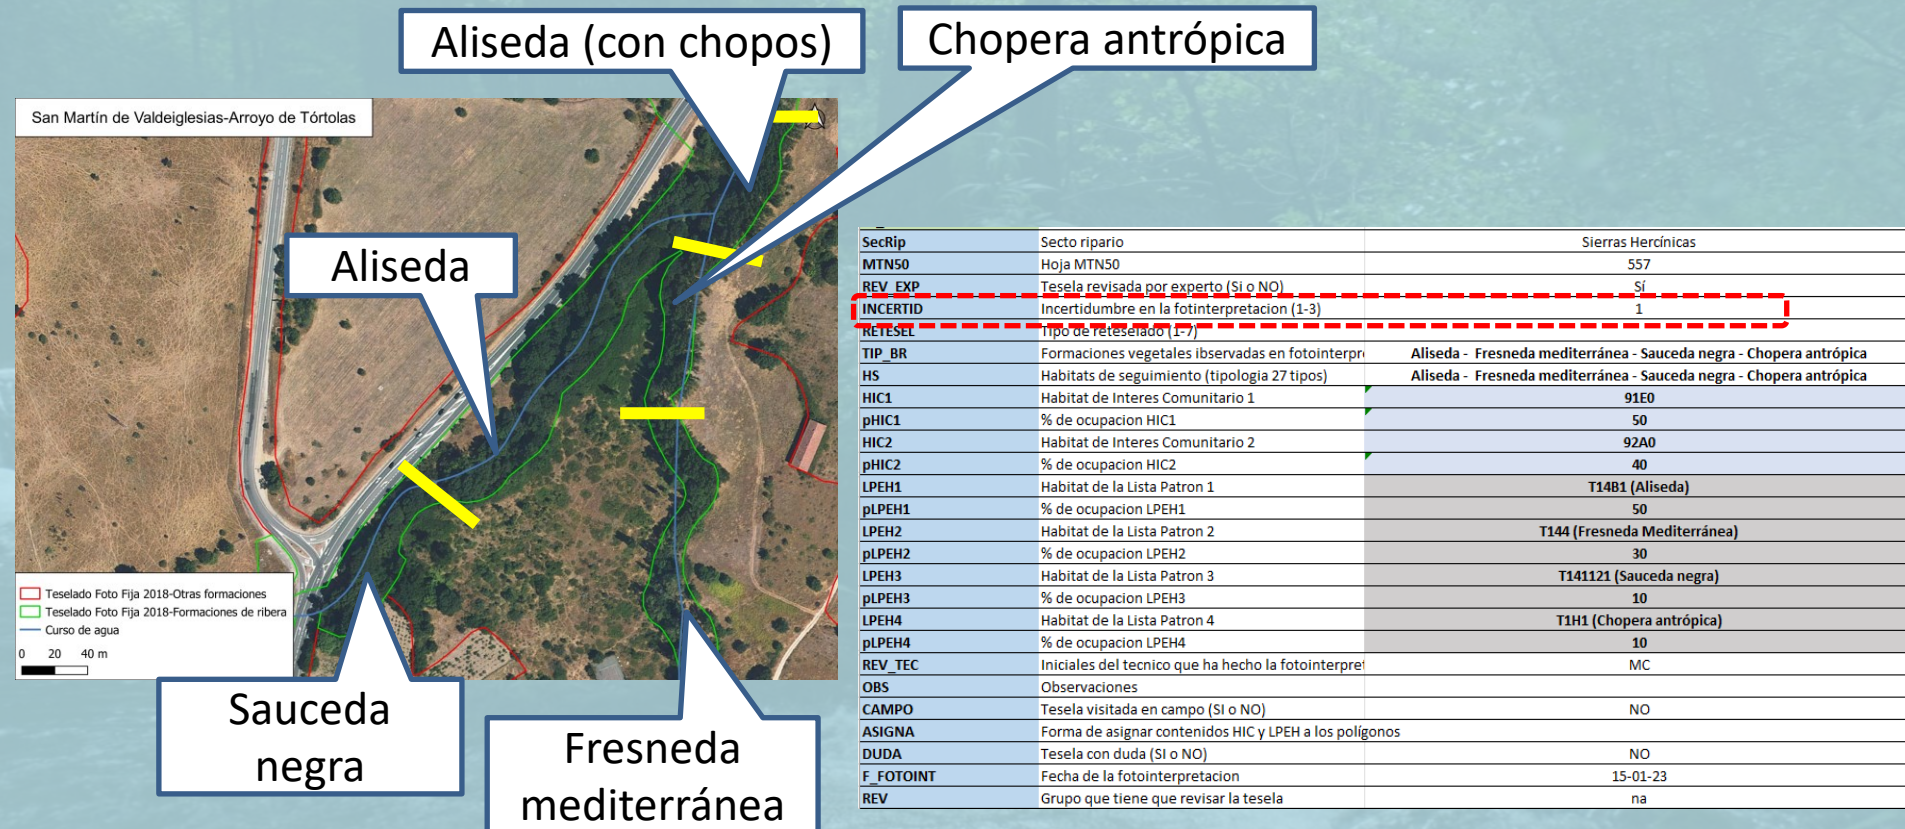 Aliseda (con chopos)
Chopera antrópica
San Martín de Valdeiglesias-Arroyo de Tórtolas
Aliseda
Teselado Foto Fija 2018-Otras formaciones
Teselado Foto Fija 2018-Formaciones de ribera
Curso de agua
0 20 40 m
Sauceda
negra
Fresneda
mediterránea
SecRip Secto ripario Sierras Hercínicas
MTN50 Hoja MTN50 557
REV_EXP Tesela revisada por experto (Si o NO) Sí
INCERTID Incertidumbre en la fotinterpretacion (1-3) 1
RETESEL Tipo de reteselado (1-7)
TIP_BR Formaciones vegetales ibservadas en fotointerpre Aliseda - Fresneda mediterránea - Sauceda negra - Chopera antrópica
HS Habitats de seguimiento (tipologia 27 tipos) Aliseda - Fresneda mediterránea - Sauceda negra - Chopera antrópica
HIC1 Habitat de Interes Comunitario 1 91E0
pHIC1 % de ocupacion HIC1 50
HIC2 Habitat de Interes Comunitario 2 92A0
pHIC2 % de ocupacion HIC2 40
LPEH1 Habitat de la Lista Patron 1 T14B1 (Aliseda)
pLPEH1 % de ocupacion LPEH1 50
LPEH2 Habitat de la Lista Patron 2 T144 (Fresneda Mediterránea)
pLPEH2 % de ocupacion LPEH2 30
LPEH3 Habitat de la Lista Patron 3 T141121 (Sauceda negra)
pLPEH3 % de ocupacion LPEH3 10
LPEH4 Habitat de la Lista Patron 4 T1H1 (Chopera antrópica)
pLPEH4 % de ocupacion LPEH4 10
REV_TEC Iniciales del tecnico que ha hecho la fotointerpret MC
OBS Observaciones
CAMPO Tesela visitada en campo (SI o NO) NO
ASIGNA Forma de asignar contenidos HIC y LPEH a los polígonos
DUDA Tesela con duda (SI o NO) NO
F_FOTOINT Fecha de la fotointerpretacion 15-01-23
REV Grupo que tiene que revisar la tesela na